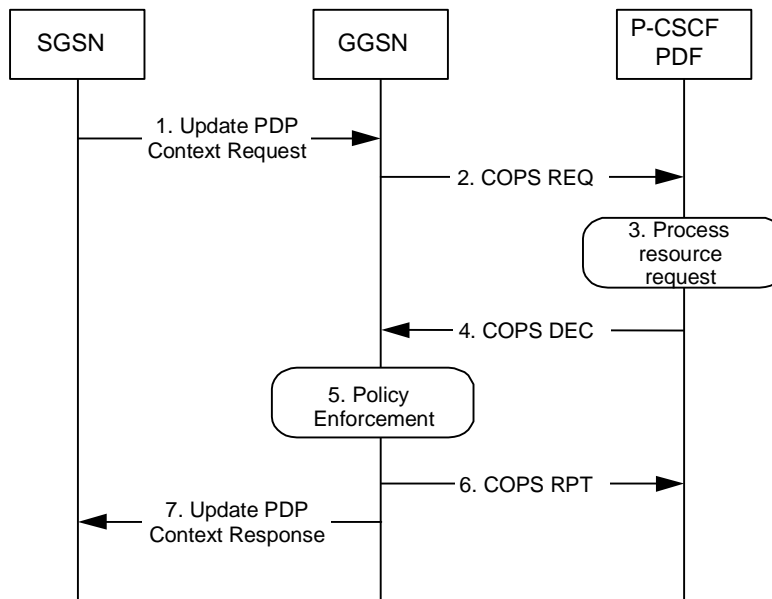 SGSN
GGSN
P-CSCF
PDF
1. Update PDP
Context Request
2. COPS REQ
3. Process
resource
request
4. COPS DEC
5. Policy
Enforcement
6. COPS RPT
7. Update PDP
Context Response